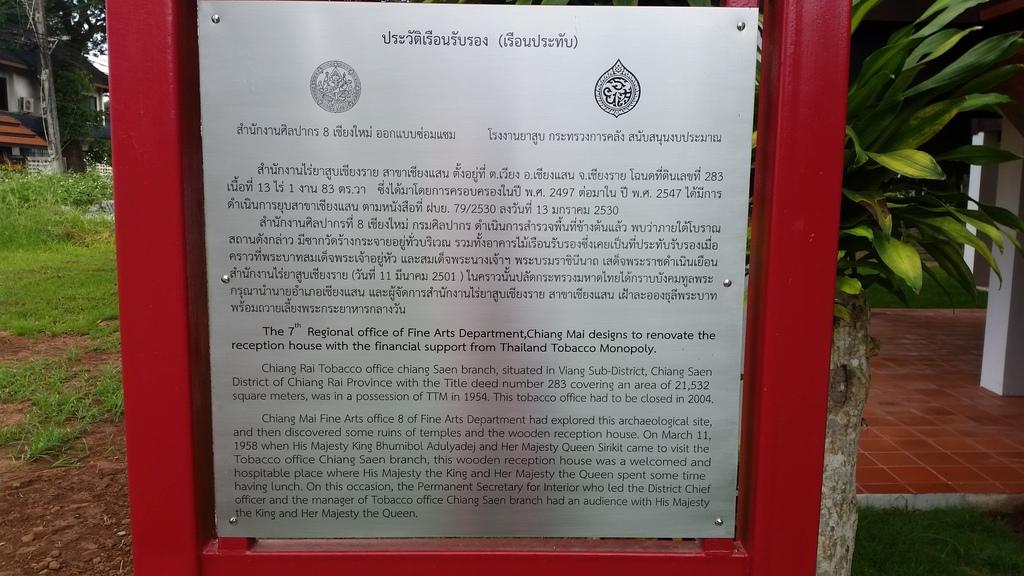 ประวัติเรือนรับรอง (เรือนประทับ)
สำนักงานศิลปากร 8 เชียงใหม่ ออกแบบซ่อมแซม โรงงานยาสูบ กระทรวงการคลัง สนับสนุนงบประมาณ
สำนักงานไร่ยาสูบเชียงราย สาขาเชียงแสน ตั้งอยู่ที่ ต.เวียง อ.เชียงแสน จ.เชียงราย โฉนดที่ดินเลขที่ 283
เนื้อที่ 13 ไร่ 1 งาน 83 ตร.วา ซึ่งได้มาโดยการครอบครองในปี พ.ศ. 2497 ต่อมาใน ปี พ.ศ. 2547 ได้มีการ
ดำเนินการยุบสาขาเชียงแสน ตามหนังสือที่ ฝบย. 79/2530 ลงวันที่ 13 มกราคม 2530
สำนักงานศิลปากรที่ 8 เชียงใหม่ กรมศิลปากร ดำเนินการสำรวจพื้นที่ข้างต้นแล้ว พบว่าภายใต้โบราณ
สถานดังกล่าว มีซากวัดร้างกระจายอยู่ทั่วบริเวณ รวมทั้งอาคารไม้เรือนรับรองซึ่งเคยเป็นที่ประทับรับรองเมื่อ
คราวที่พระบาทสมเด็จพระเจ้าอยู่หัว และสมเด็จพระนางเจ้าฯ พระบรมราชินีนาถ เสด็จพระราชดำเนินเยือน
สำนักงานไร่ยาสูบเชียงราย (วันที่ 11 มีนาคม 2501 ) ในคราวนั้นปลัดกระทรวงมหาดไทยได้กราบบังคมทูลพระ
กรุณานำนายอำเภอเชียงแสน และผู้จัดการสำนักงานไร่ยาสูบเชียงราย สาขาเชียงแสน เฝ้าละอองธุลีพระบาท
พร้อมถวายเลี้ยงพระกระยาหารกลางวัน
The 7th Regional office of Fine Arts Department,Chiang Mai designs to renovate the
reception house with the financial support from Thailand Tobacco Monopoly.
Chiang Rai Tobacco office chiang Saen branch, situated in Viang Sub-District, Chiang Saen
District of Chiang Rai Province with the Title deed number 283 covering an area of 21,532
square meters, was in a possession of TTM in 1954. This tobacco office had to be closed in 2004.
Chiang Mai Fine Arts office 8 of Fine Arts Department had explored this archaeological site,
and then discovered some ruins of temples and the wooden reception house. On March 11,
1958 when His Majesty King Bhumibol Adulyadej and Her Majesty Queen Sirikit came to visit the
Tobacco office Chiang Saen branch, this wooden reception house was a welcomed and
hospitable place where His Majesty the King and Her Majesty the Queen spent some time
having lunch. On this occasion, the Permanent Secretary for Interior who led the District Chief
officer and the manager of Tobacco office Chiang Saen branch had an audience with His Majesty
the King and Her Majesty the Queen.